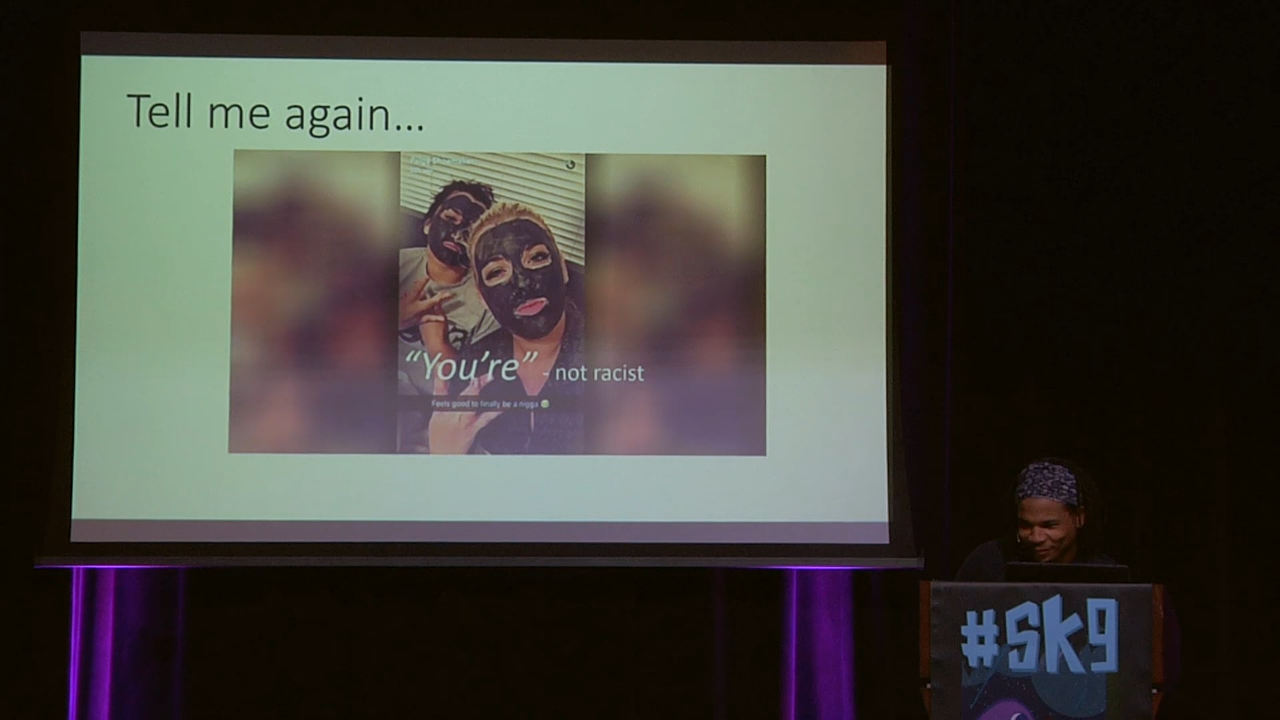 Tell me again...
“You’re” - not racist
Feels good to finally be a nigga
#SK9